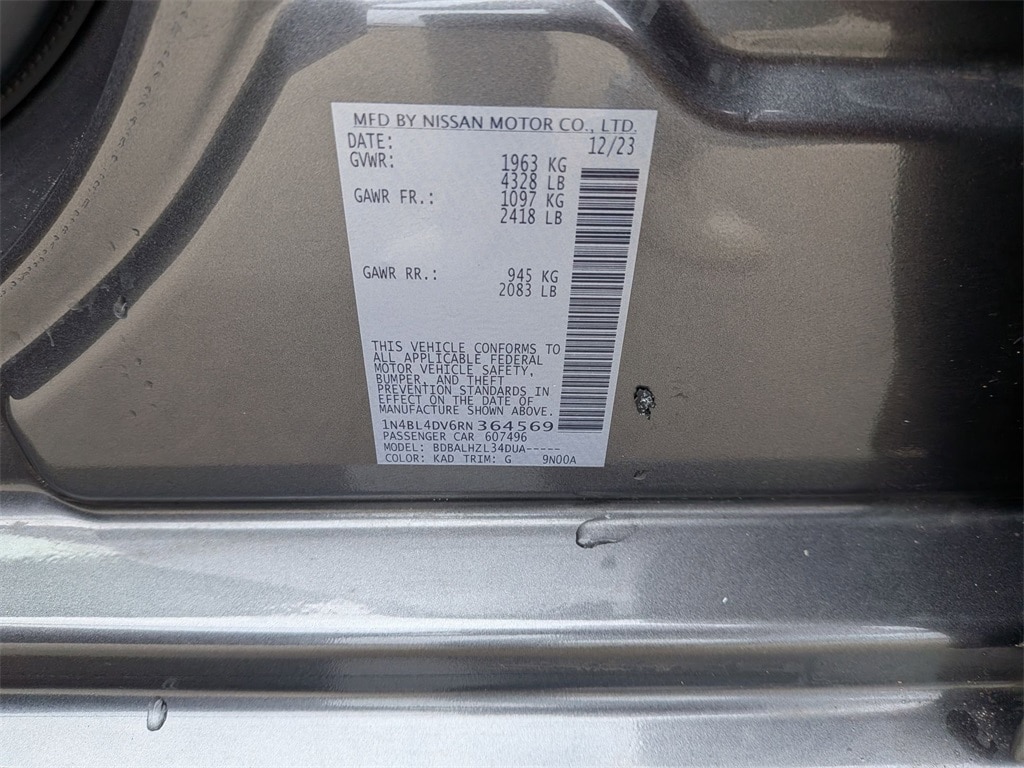 MFD BY NISSAN MOTOR CO., LTD.
DATE: 12/23
GVWR: 1963 KG
4328 LB
GAWR FR.: 1097 KG
2418 LB
GAWR RR.: 945 KG
2083 LB
THIS VEHICLE CONFORMS TO
ALL APPLICABLE FEDERAL
MOTOR VEHICLE SAFETY,
BUMPER, AND THEFT
PREVENTION STANDARDS IN
EFFECT ON THE DATE OF
MANUFACTURE SHOWN ABOVE.
1N4BL4DV6RN364569
PASSENGER CAR 607496
MODEL: BDBALHZL34DUA-----
COLOR: KAD TRIM: G 9N00A